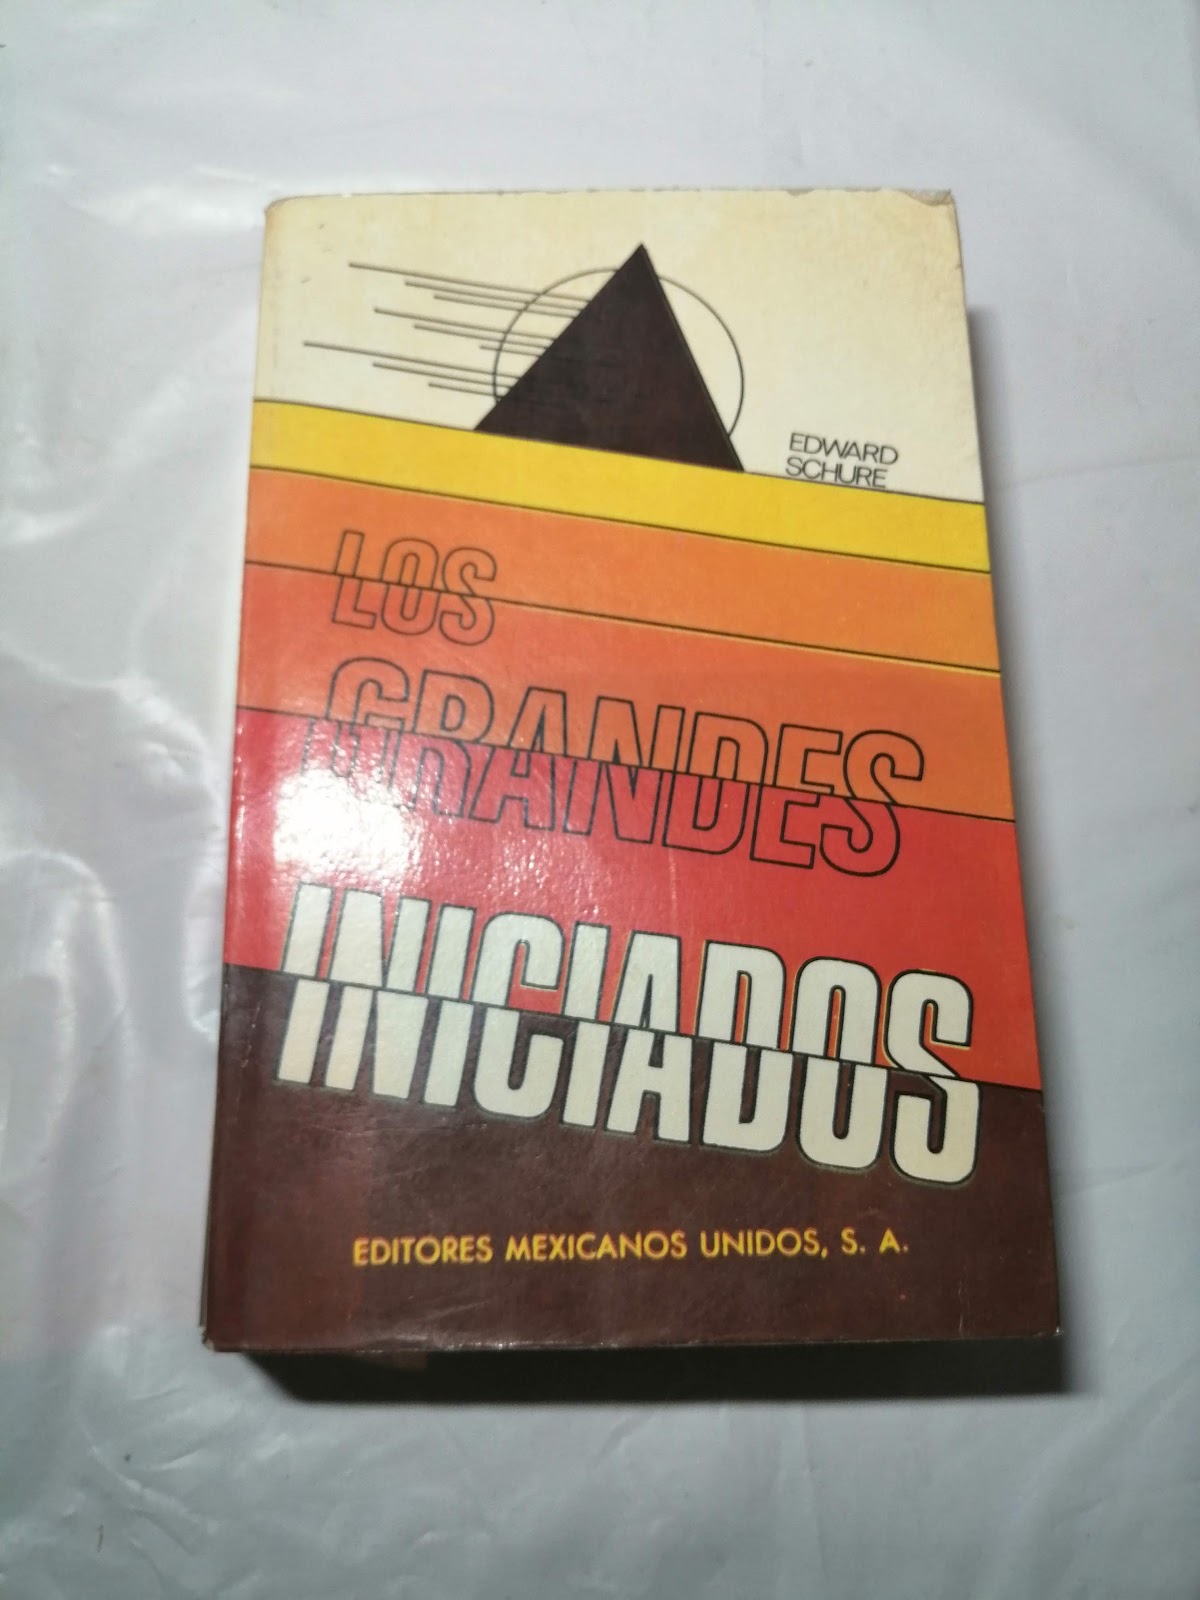 EDWARD
SCHURE
LOS
GRANDES
INICIADOS
EDITORES MEXICANOS UNIDOS, S. A.